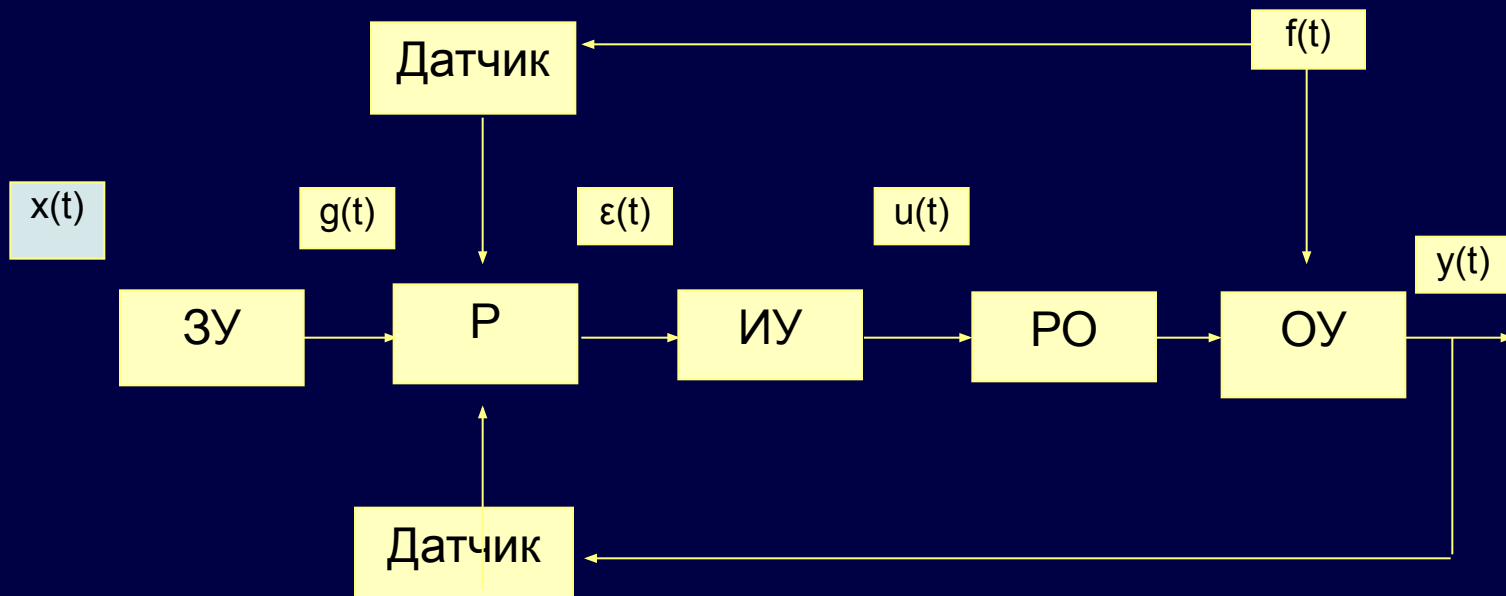 Датчик
f(t)
x(t)
g(t)
ε(t)
u(t)
y(t)
ЗУ
Р
ИУ
РО
ОУ
Датчик